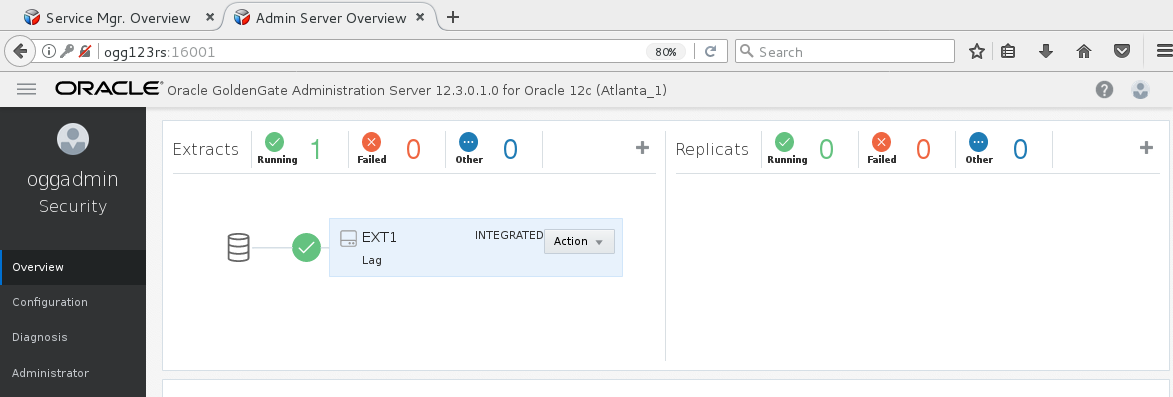 Service Mgr. Overview × Admin Server Overview × +
ogg123rs:16001 80% Search
ORACLE® Oracle GoldenGate Administration Server 12.3.0.1.0 for Oracle 12c (Atlanta_1) ?
oggadmin
Security
Overview
Configuration
Diagnosis
Administrator
Extracts Running 1 Failed 0 Other 0 +
EXT1 INTEGRATED Action
Lag
Replicats Running 0 Failed 0 Other 0 +